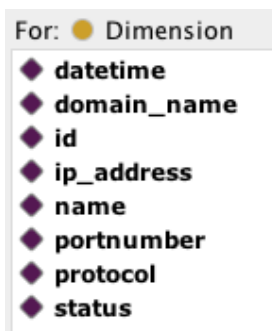 For: Dimension
datetime
domain_name
id
ip_address
name
portnumber
protocol
status